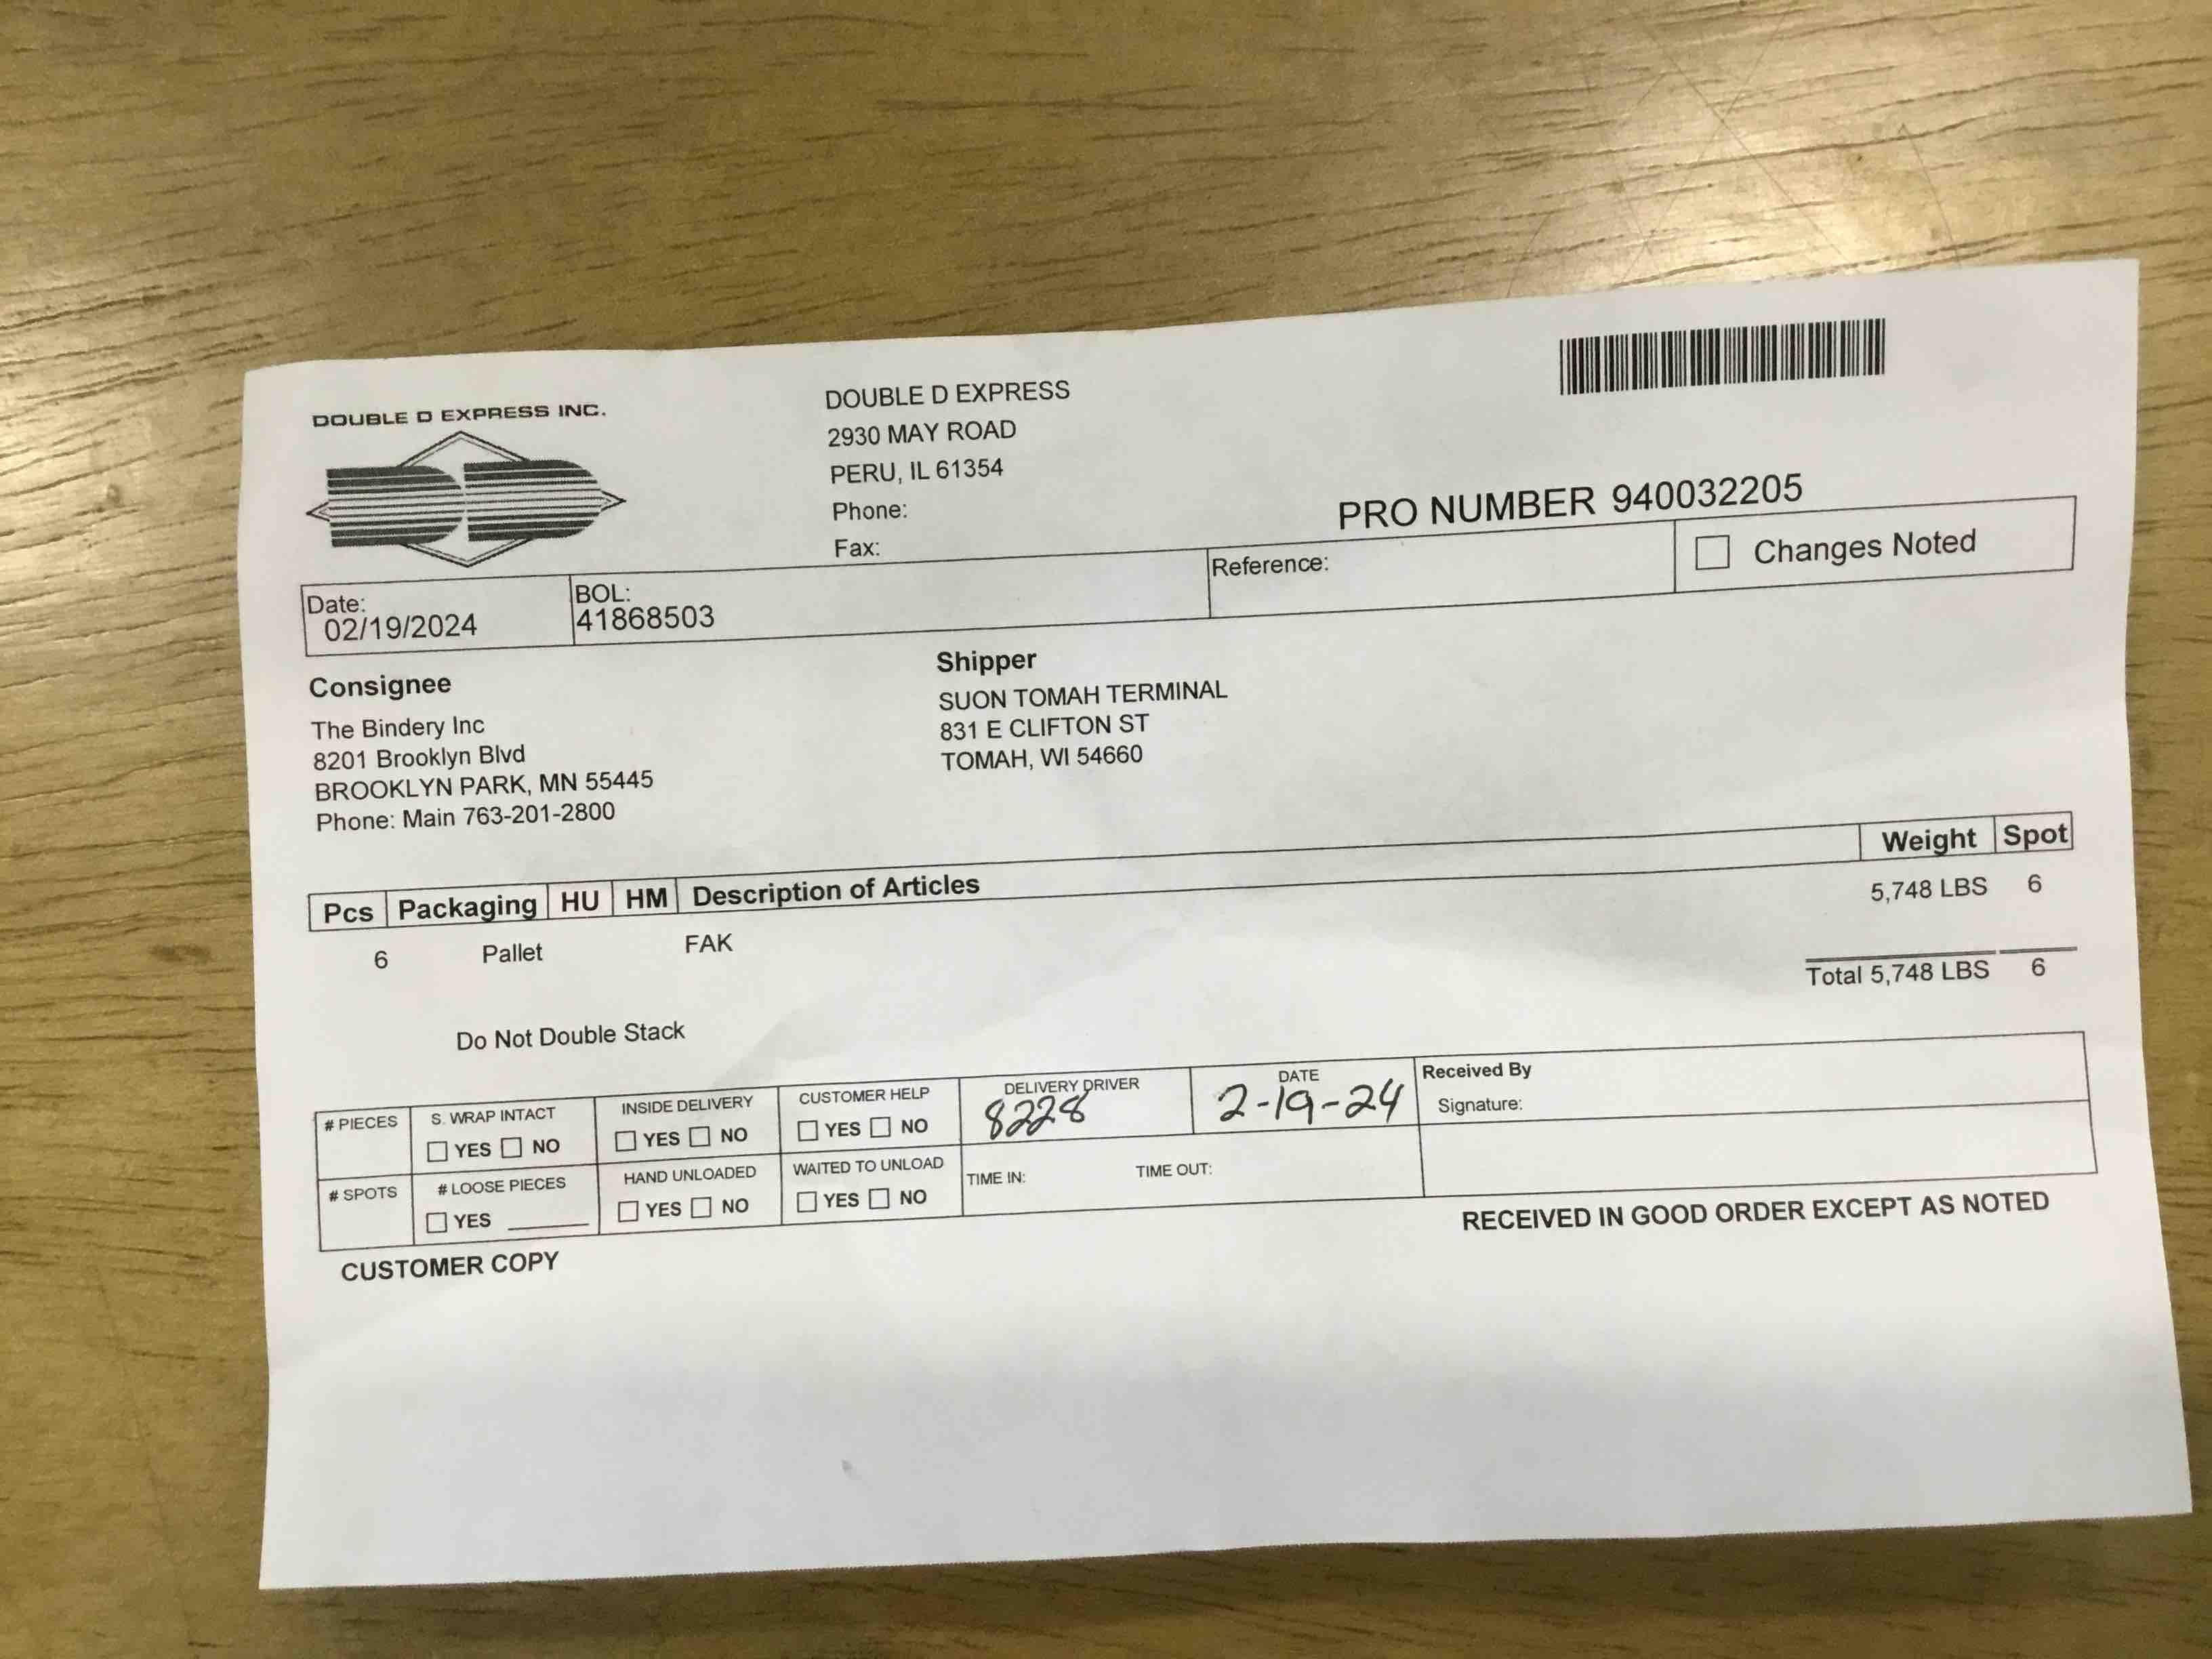 DOUBLE D EXPRESS INC.
DOUBLE D EXPRESS
2930 MAY ROAD
PERU, IL 61354
Phone:
Fax:
PRO NUMBER 940032205
Date:
02/19/2024
BOL:
41868503
Reference:
Changes Noted
Consignee
The Bindery Inc
8201 Brooklyn Blvd
BROOKLYN PARK, MN 55445
Phone: Main 763-201-2800
Shipper
SUON TOMAH TERMINAL
831 E CLIFTON ST
TOMAH, WI 54660
Pcs Packaging HU HM Description of Articles Weight Spot
6 Pallet FAK 5,748 LBS 6
Total 5,748 LBS 6
Do Not Double Stack
# PIECES
S. WRAP INTACT
YES NO
INSIDE DELIVERY
YES NO
CUSTOMER HELP
YES NO
DELIVERY DRIVER
8228
DATE
2-19-24
Received By
Signature:
# SPOTS
# LOOSE PIECES
YES
HAND UNLOADED
YES NO
WAITED TO UNLOAD
YES NO
TIME IN: TIME OUT:
RECEIVED IN GOOD ORDER EXCEPT AS NOTED
CUSTOMER COPY